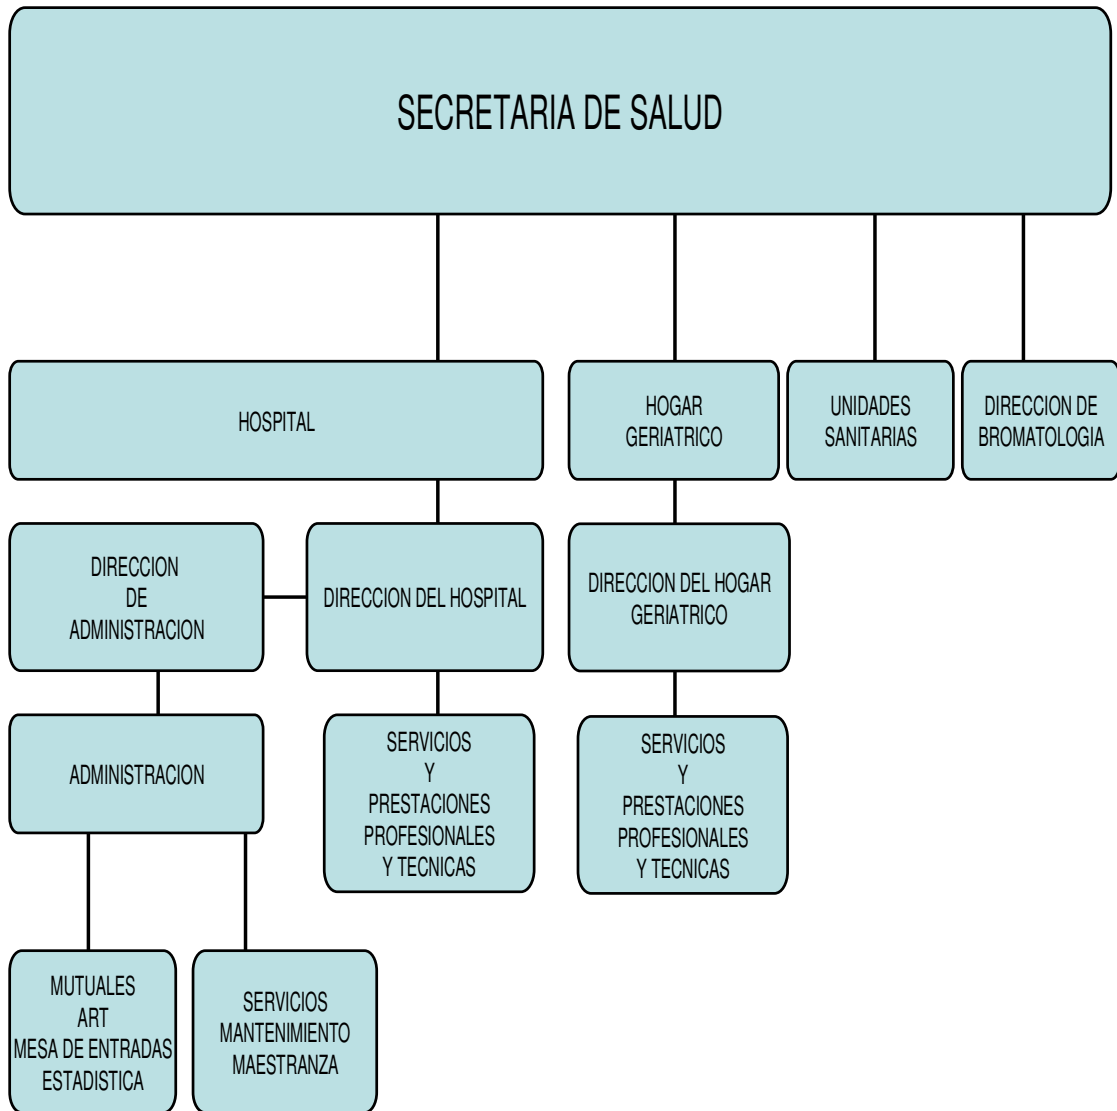 SECRETARIA DE SALUD
HOSPITAL
HOGAR
GERIATRICO
UNIDADES
SANITARIAS
DIRECCION DE
BROMATOLOGIA
DIRECCION
DE
ADMINISTRACION
DIRECCION DEL HOSPITAL
DIRECCION DEL HOGAR
GERIATRICO
ADMINISTRACION
SERVICIOS
Y
PRESTACIONES
PROFESIONALES
Y TECNICAS
SERVICIOS
Y
PRESTACIONES
PROFESIONALES
Y TECNICAS
MUTUALES
ART
MESA DE ENTRADAS
ESTADISTICA
SERVICIOS
MANTENIMIENTO
MAESTRANZA